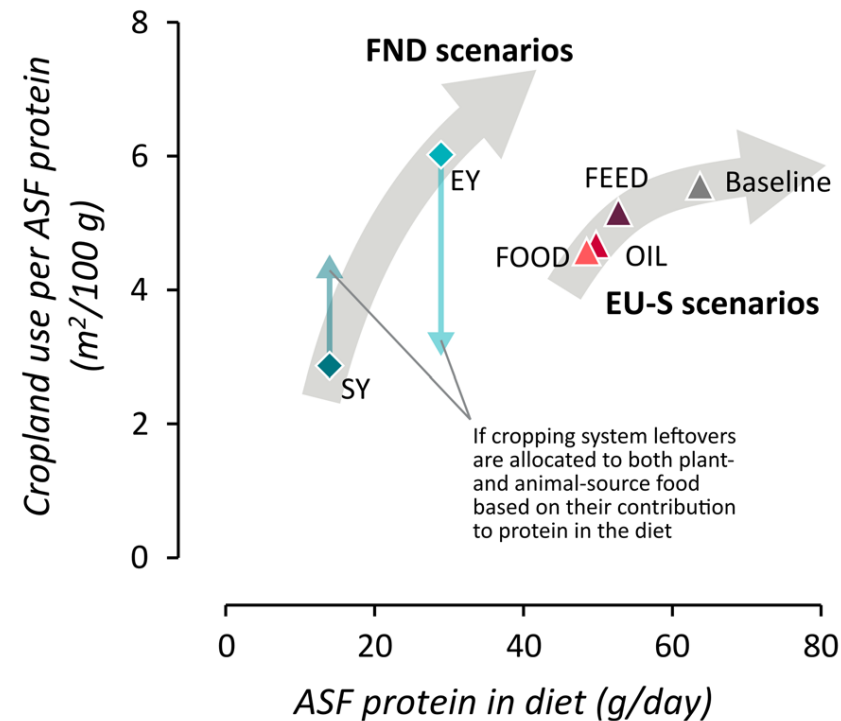 8
6
4
2
0
Cropland use per ASF protein
(m²/100 g)
FND scenarios
EY
SY
FEED
Baseline
FOOD
OIL
EU-S scenarios
If cropping system leftovers
are allocated to both plant-
and animal-source food
based on their contribution
to protein in the diet
0 20 40 60 80
ASF protein in diet (g/day)